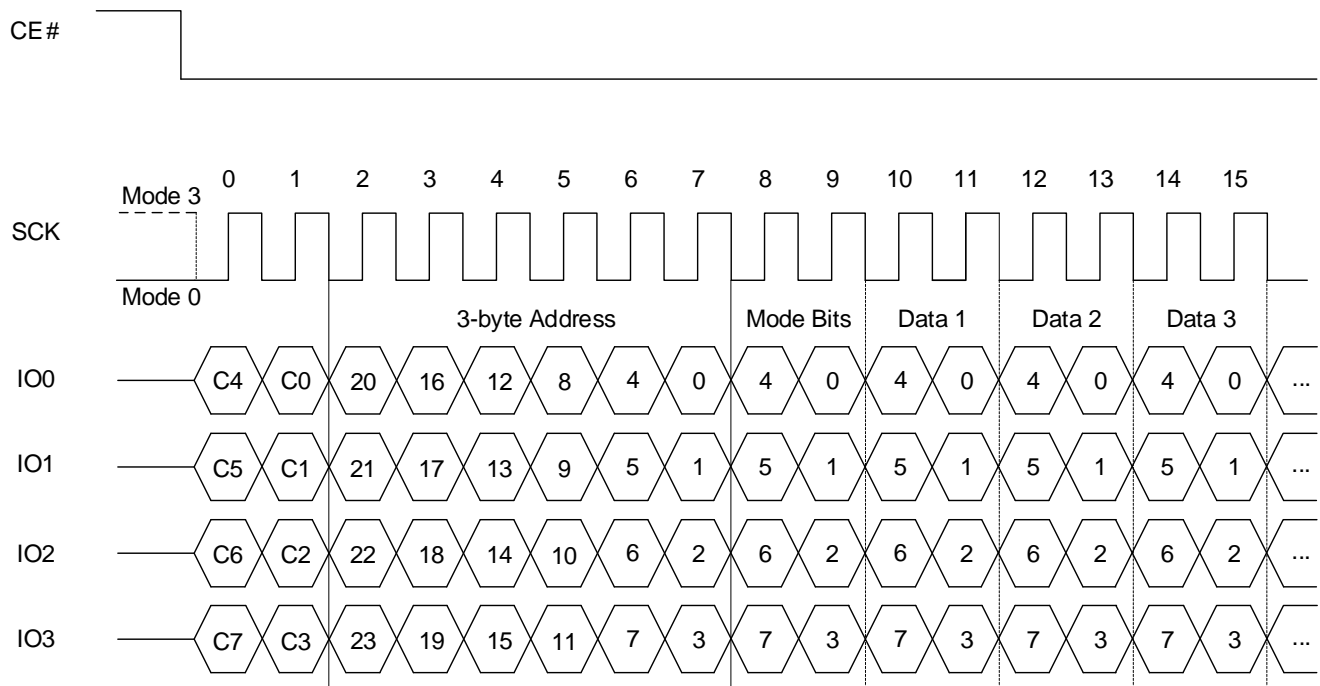 CE#
0 1 2 3 4 5 6 7 8 9 10 11 12 13 14 15
Mode 3
SCK
Mode 0
3-byte Address Mode Bits Data 1 Data 2 Data 3
IO0 C4 C0 20 16 12 8 4 0 4 0 4 0 4 0 4 0 ...
IO1 C5 C1 21 17 13 9 5 1 5 1 5 1 5 1 5 1 ...
IO2 C6 C2 22 18 14 10 6 2 6 2 6 2 6 2 6 2 ...
IO3 C7 C3 23 19 15 11 7 3 7 3 7 3 7 3 7 3 ...